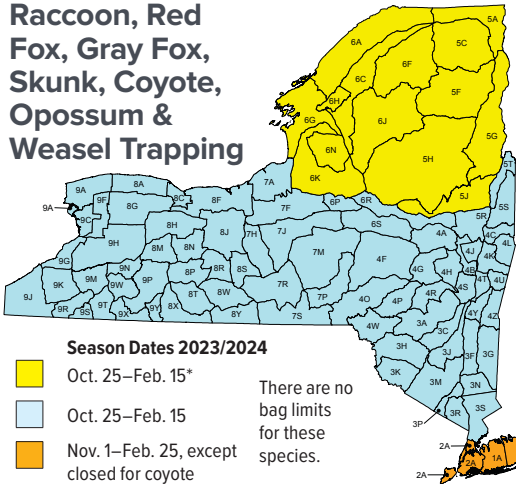 Raccoon, Red
Fox, Gray Fox,
Skunk, Coyote,
Opossum &
Weasel Trapping
5A
6A
5C
6F
6C
5F
6H
6G
6J
5G
6N
5H
6K
5T
7A
5J
9A
8A
9F
8C
8F
6P
6R
5S
9A
8G
7F
5R
9C
6S
8H
7H
7J
4A
4C
4L
8J
9H
8M
8N
7M
4J
4K
9G
4F
9N
8P
8R
8S
4G
4H
4B
9M
9K
9W
9P
7R
4T
4U
4S
8T
8W
7P
4R
9J
4O
4P
9R
9S
9T
9X
9Y
8X
8Y
7S
4Y
4Z
4W
3A
3C
3H
3J
3F
3G
3K
3M
3N
3R
3S
3P
2A
2A
1A
2A
Season Dates 2023/2024
Oct. 25–Feb. 15*
Oct. 25–Feb. 15
Nov. 1–Feb. 25, except
closed for coyote
There are no
bag limits
for these
species.